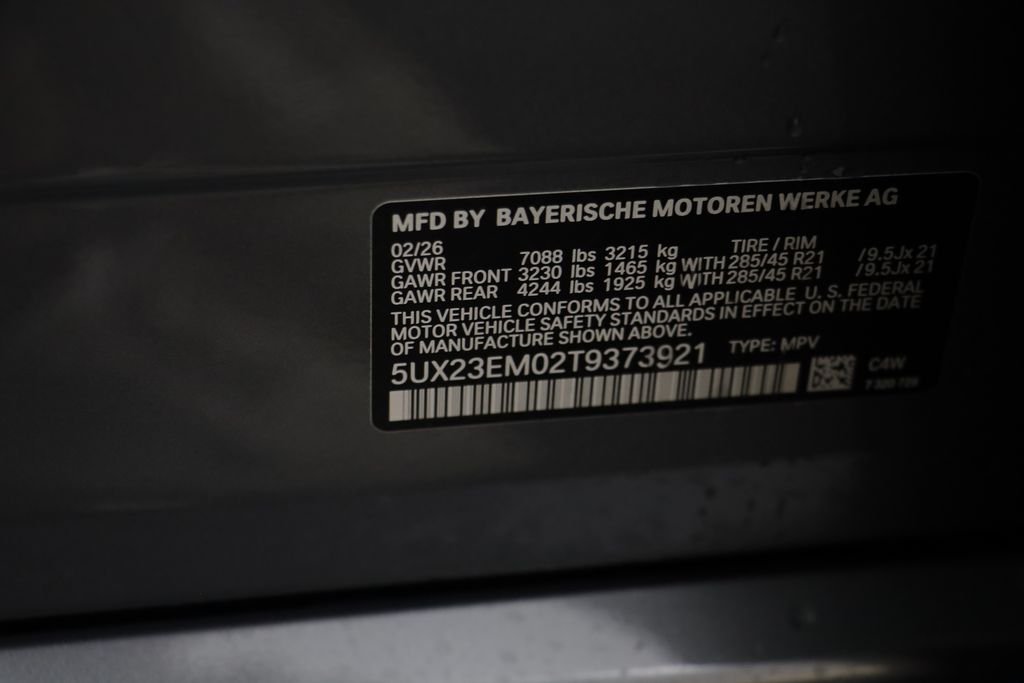 MFD BY BAYERISCHE MOTOREN WERKE AG
02/26 TIRE / RIM
GVWR 7088 lbs 3215 kg
GAWR FRONT 3230 lbs 1465 kg WITH 285/45 R21 /9.5Jx 21
GAWR REAR 4244 lbs 1925 kg WITH 285/45 R21 /9.5Jx 21
THIS VEHICLE CONFORMS TO ALL APPLICABLE U. S. FEDERAL
MOTOR VEHICLE SAFETY STANDARDS IN EFFECT ON THE DATE
OF MANUFACTURE SHOWN ABOVE.
5UX23EM02T9373921 TYPE: MPV
C4W